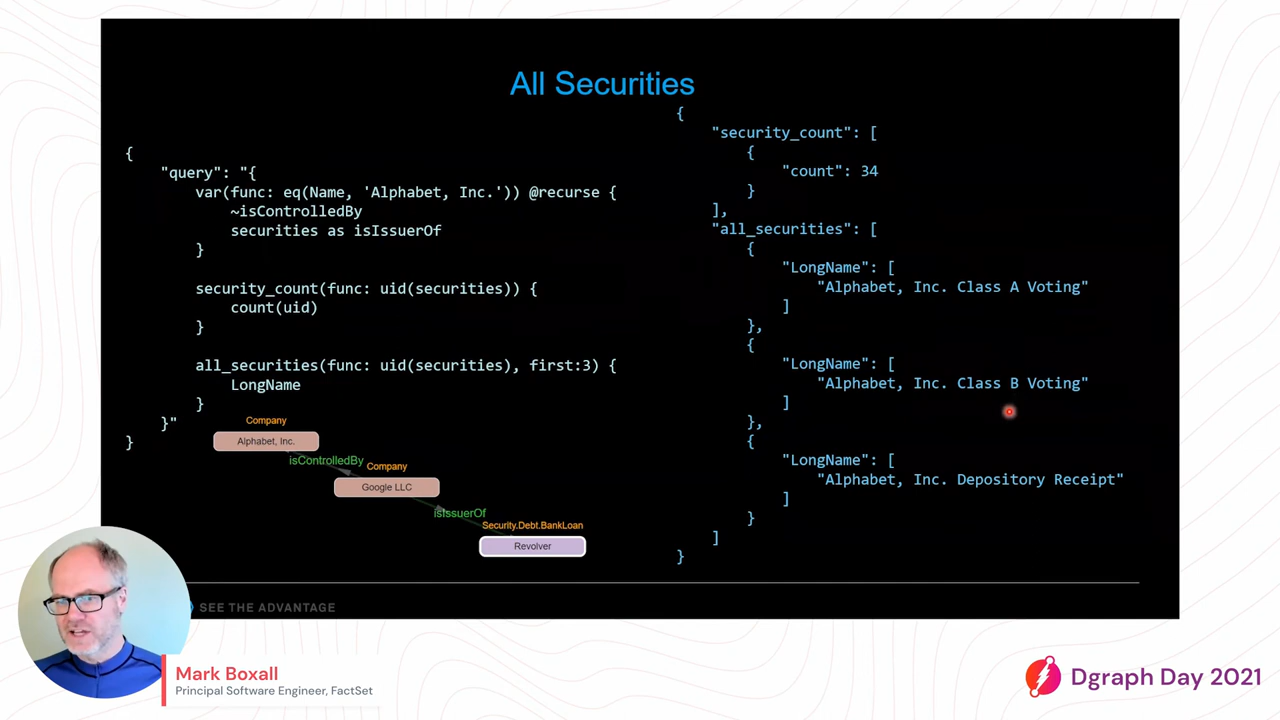 All Securities
{
"query": "{
var(func: eq(Name, 'Alphabet, Inc.')) @recurse {
~isControlledBy
securities as isIssuerOf
}
security_count(func: uid(securities)) {
count(uid)
}
all_securities(func: uid(securities), first:3) {
LongName
}
}"
}
Company
Alphabet, Inc.
isControlledBy
Company
Google LLC
isIssuerOf
Security.Debt.BankLoan
Revolver
{
"security_count": [
{
"count": 34
}
],
"all_securities": [
{
"LongName": [
"Alphabet, Inc. Class A Voting"
]
},
{
"LongName": [
"Alphabet, Inc. Class B Voting"
]
},
{
"LongName": [
"Alphabet, Inc. Depository Receipt"
]
}
]
}
SEE THE ADVANTAGE
Mark Boxall
Principal Software Engineer, FactSet
Dgraph Day 2021